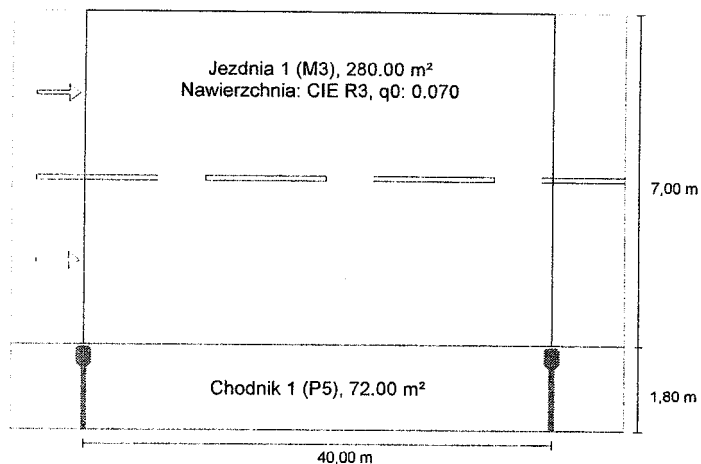 Jezdnia 1 (M3), 280.00 m²
Nawierzchnia: CIE R3, q0: 0.070
7,00 m
Chodnik 1 (P5), 72.00 m²
1,80 m
40,00 m